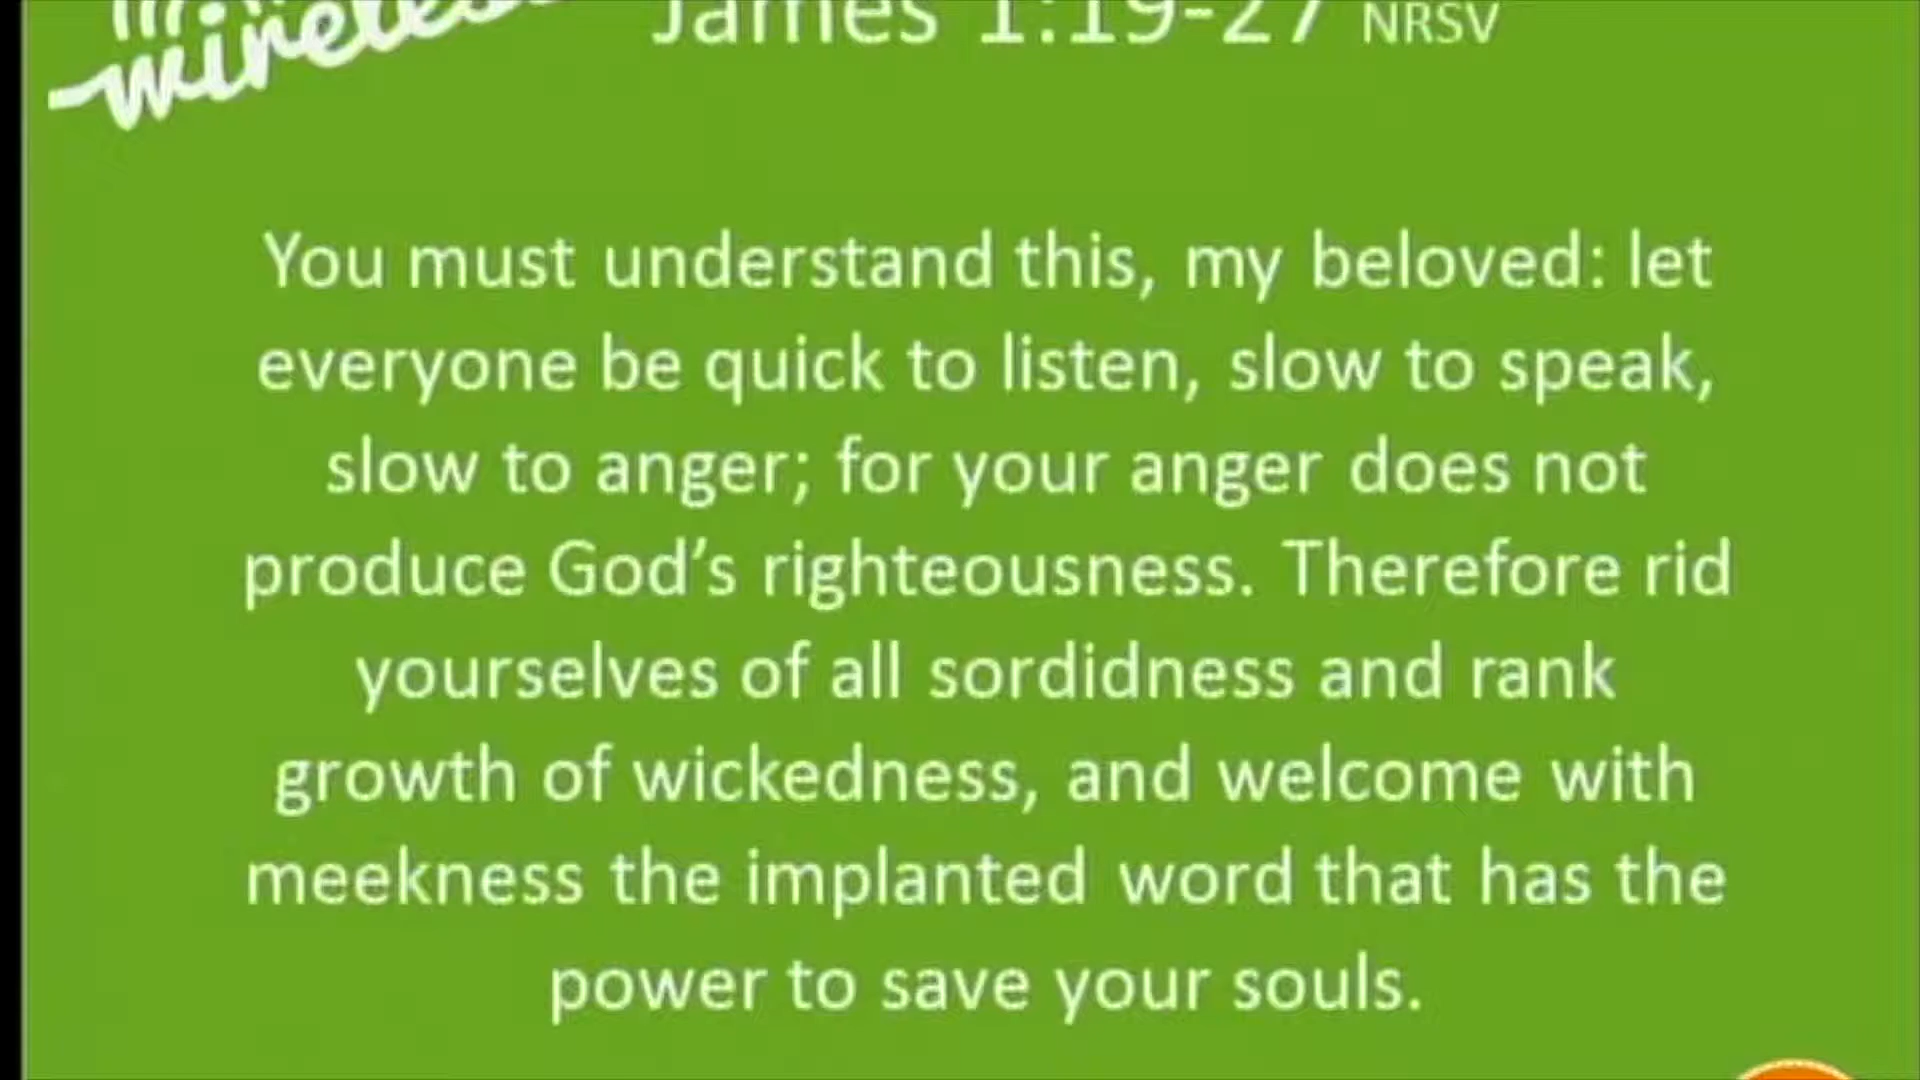 wireless
James 1:19-27 NRSV
You must understand this, my beloved: let
everyone be quick to listen, slow to speak,
slow to anger; for your anger does not
produce God's righteousness. Therefore rid
yourselves of all sordidness and rank
growth of wickedness, and welcome with
meekness the implanted word that has the
power to save your souls.